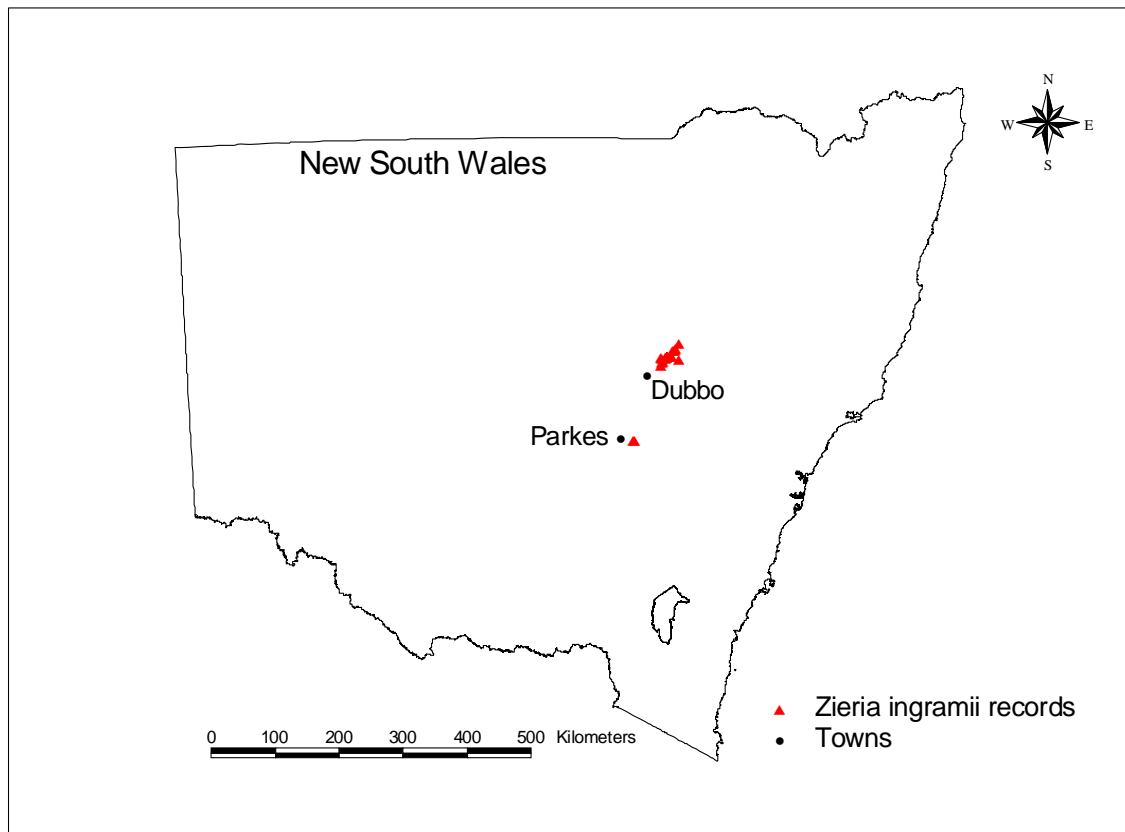 N
W E
S
New South Wales
Dubbo
Parkes
Zieria ingramii records
Towns
0 100 200 300 400 500 Kilometers